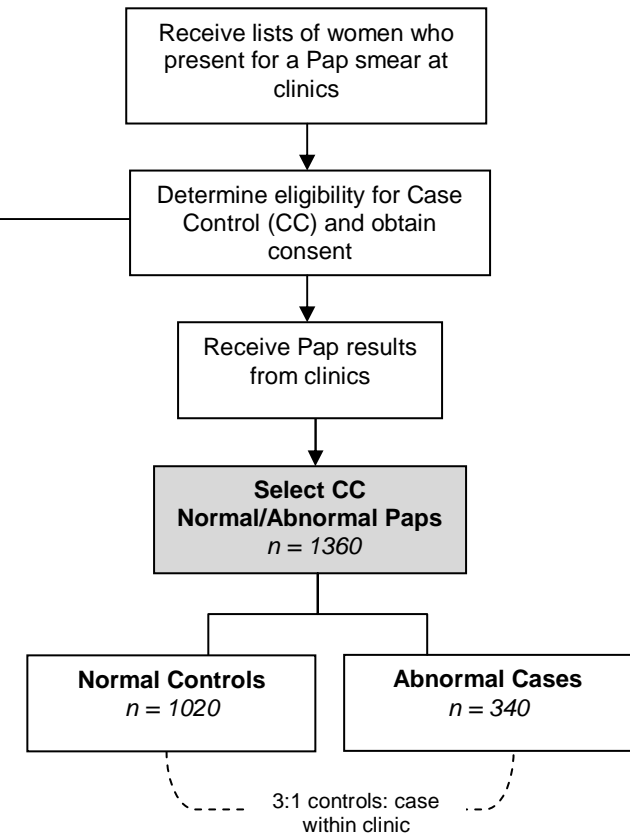 Receive lists of women who
present for a Pap smear at
clinics
Determine eligibility for Case
Control (CC) and obtain
consent
Receive Pap results
from clinics
Select CC
Normal/Abnormal Paps
n = 1360
Normal Controls
n = 1020
Abnormal Cases
n = 340
3:1 controls: case
within clinic